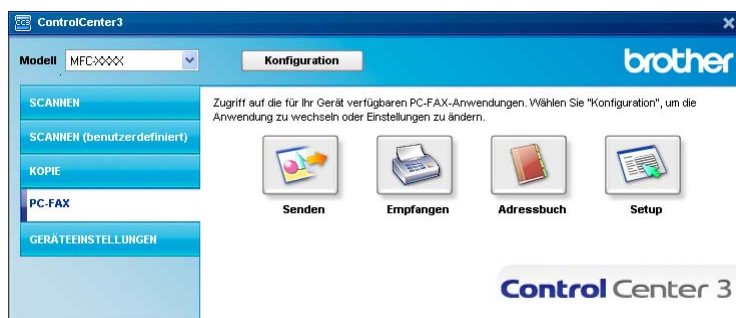 CC3 ControlCenter3
Modell MFC-XXXX Konfiguration
brother
SCANNEN
SCANNEN (benutzerdefiniert)
KOPIE
PC-FAX
GERÄTEEINSTELLUNGEN
Zugriff auf die für Ihr Gerät verfügbaren PC-FAX-Anwendungen. Wählen Sie "Konfiguration", um die
Anwendung zu wechseln oder Einstellungen zu ändern.
Senden Empfangen Adressbuch Setup
Control Center 3